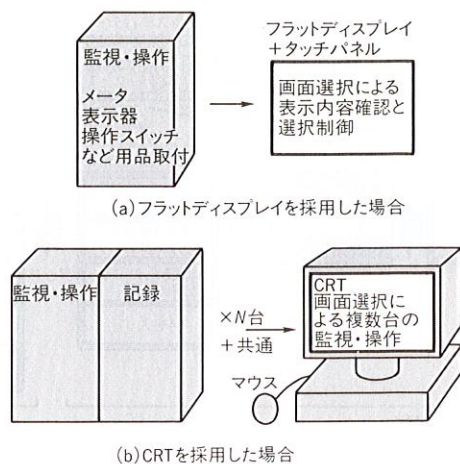 監視・操作
メータ
表示器
操作スイッチ
など用品取付
フラットディスプレイ
＋タッチパネル
画面選択による
表示内容確認と
選択制御
(a)フラットディスプレイを採用した場合
監視・操作
記録
×N台
＋共通
マウス
CRT
画面選択に
よる複数台の
監視・操作
(b)CRTを採用した場合